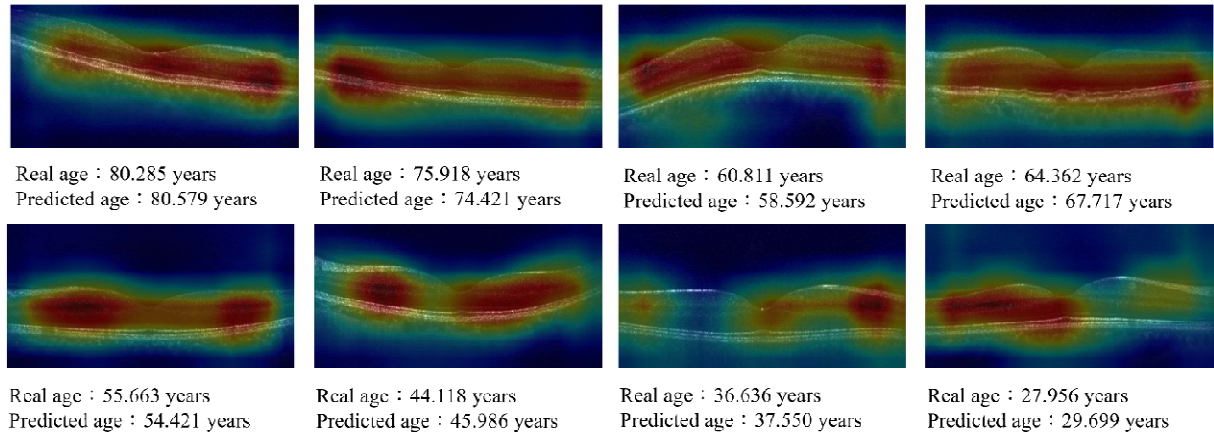 Real age：80.285 years
Predicted age：80.579 years
Real age：75.918 years
Predicted age：74.421 years
Real age：60.811 years
Predicted age：58.592 years
Real age：64.362 years
Predicted age：67.717 years
Real age：55.663 years
Predicted age：54.421 years
Real age：44.118 years
Predicted age：45.986 years
Real age：36.636 years
Predicted age：37.550 years
Real age：27.956 years
Predicted age：29.699 years